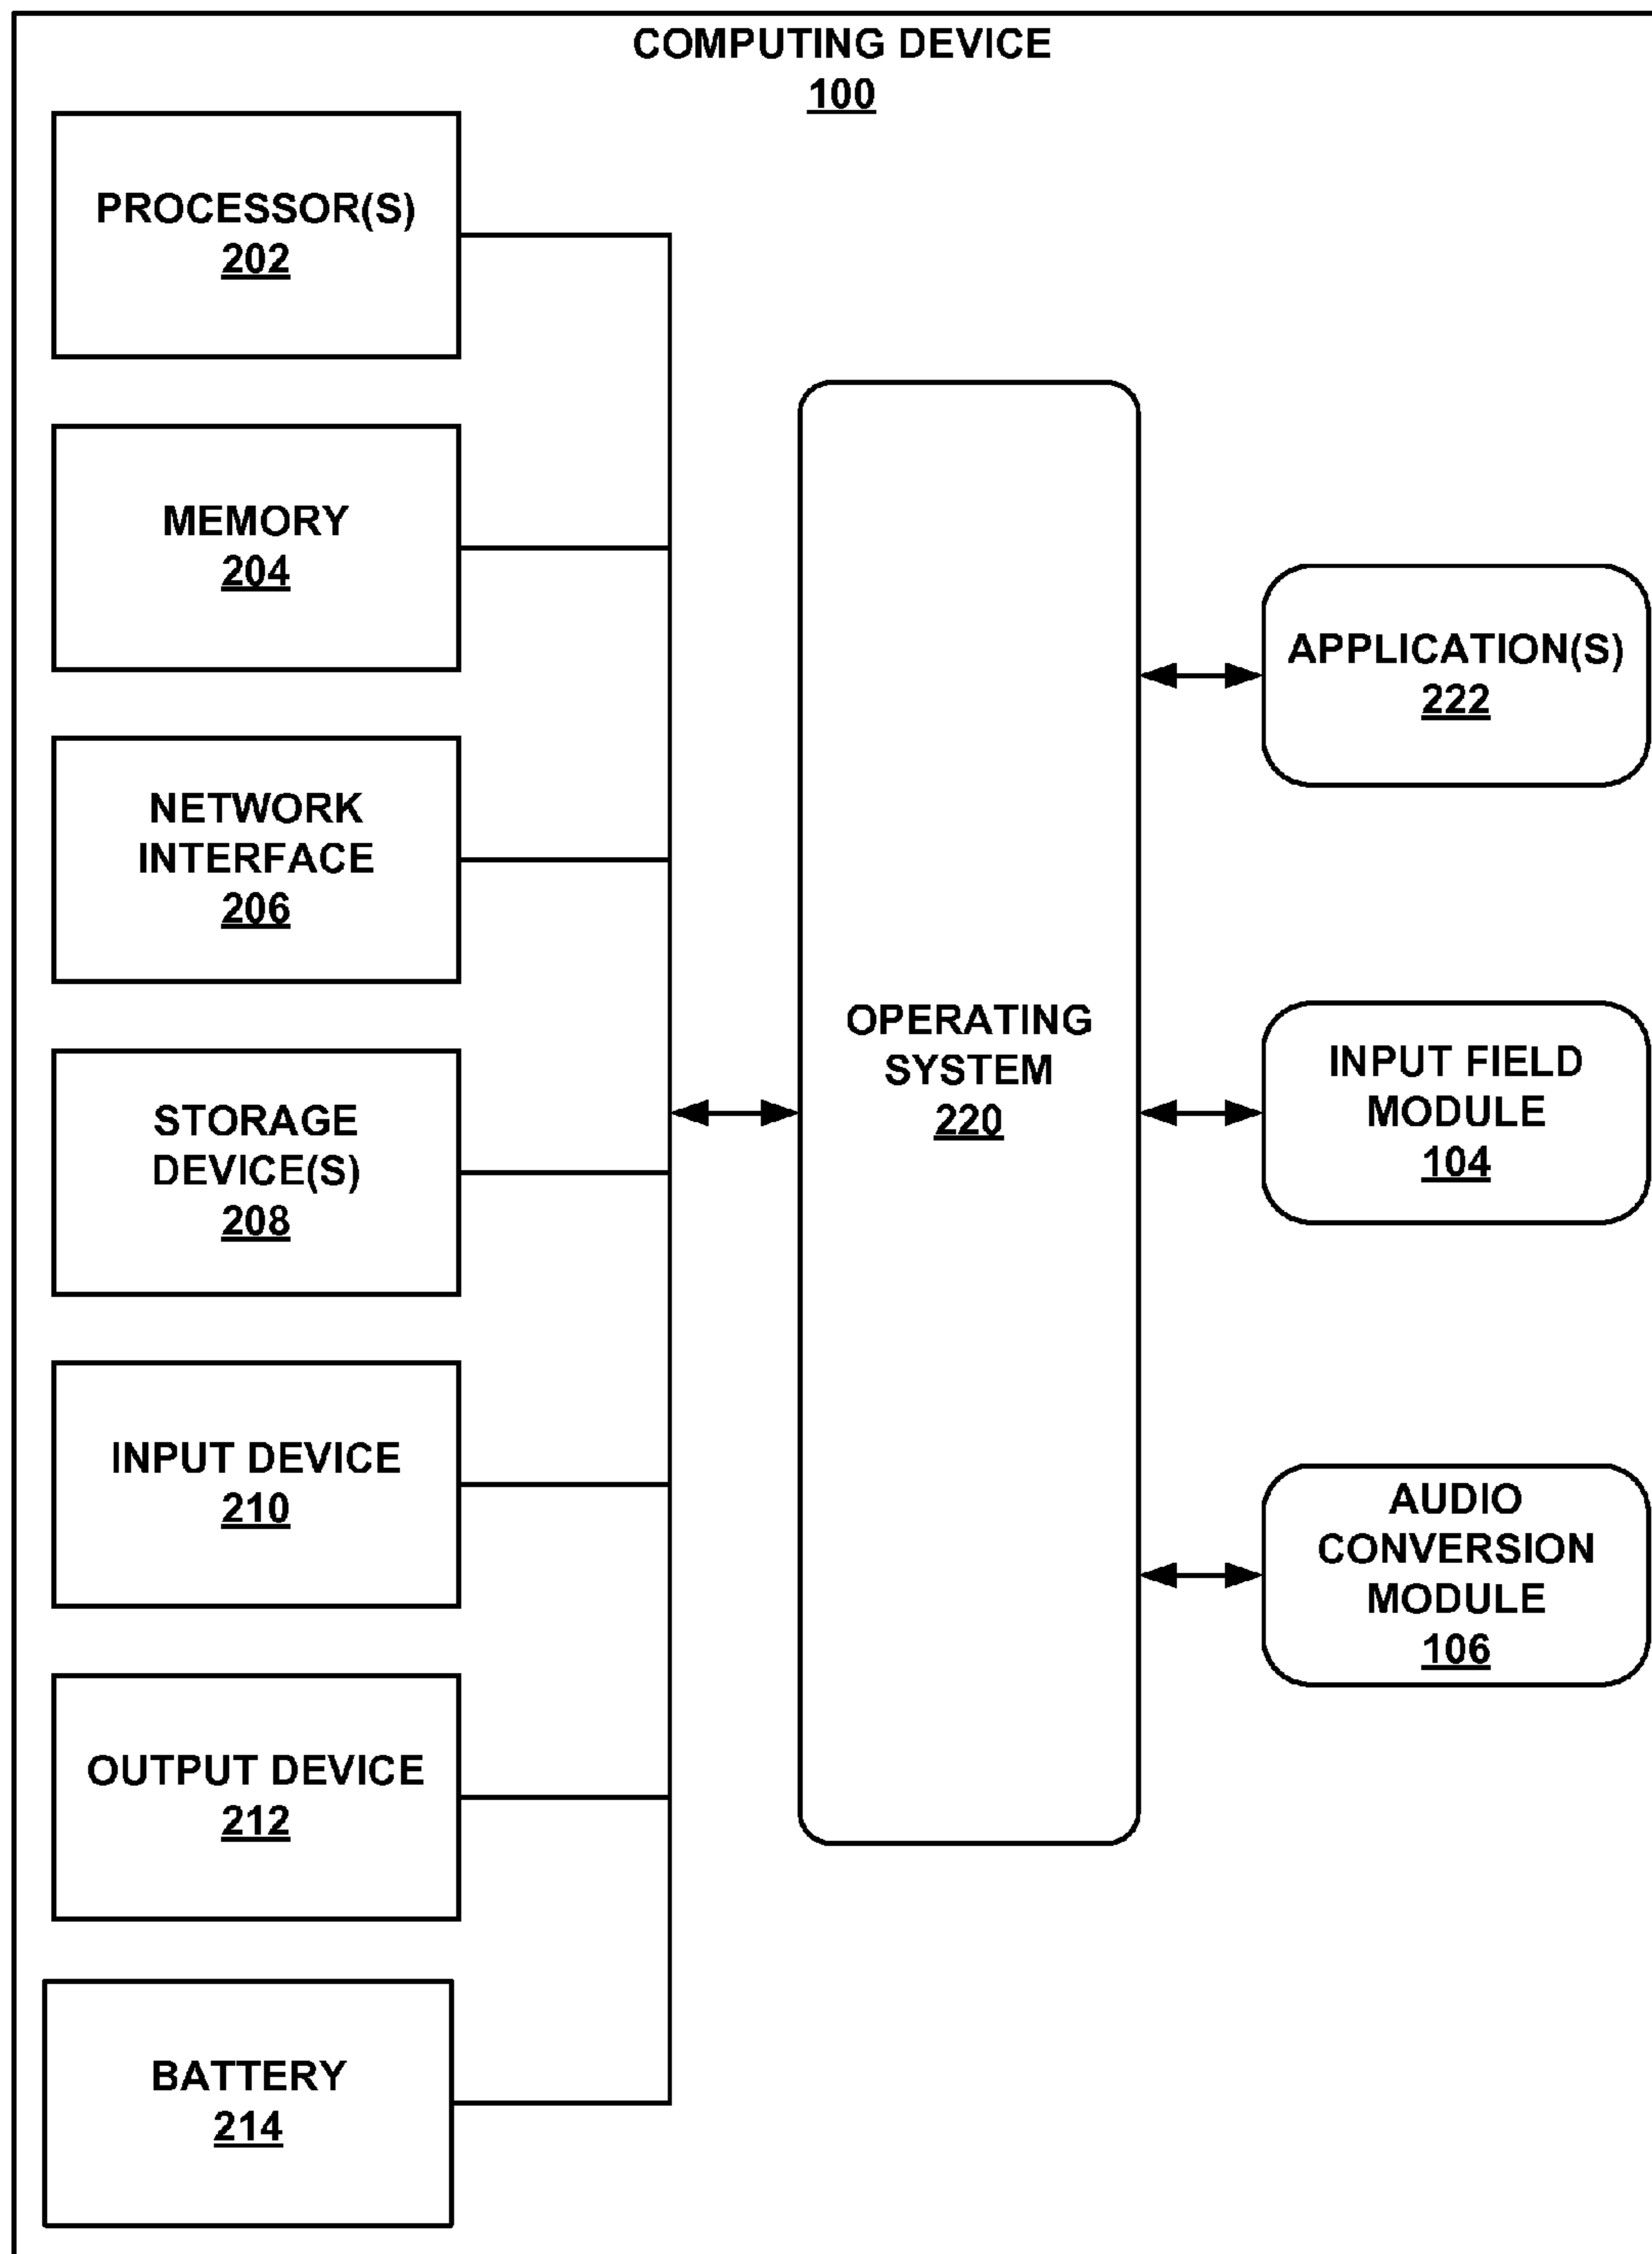 COMPUTING DEVICE
100
PROCESSOR(S)
202
MEMORY
204
NETWORK
INTERFACE
206
STORAGE
DEVICE(S)
208
INPUT DEVICE
210
OUTPUT DEVICE
212
BATTERY
214
OPERATING
SYSTEM
220
APPLICATION(S)
222
INPUT FIELD
MODULE
104
AUDIO
CONVERSION
MODULE
106